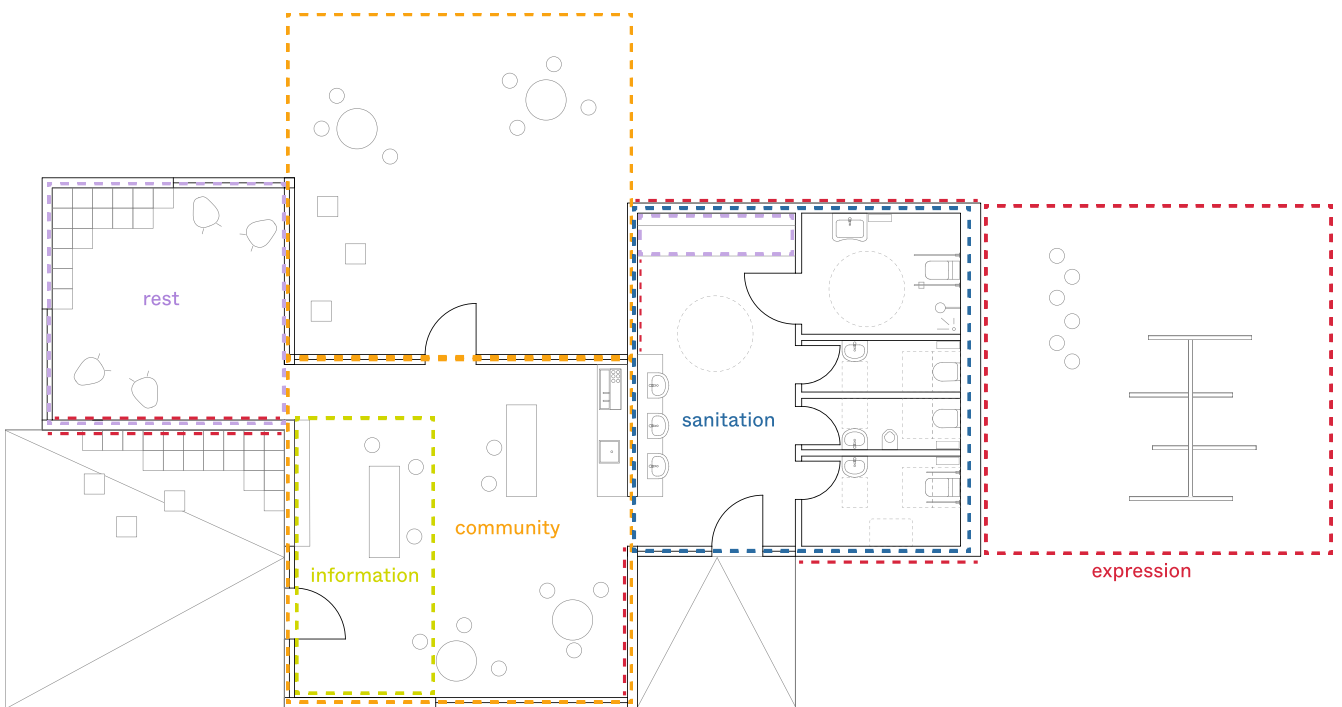 rest
sanitation
community
information
expression